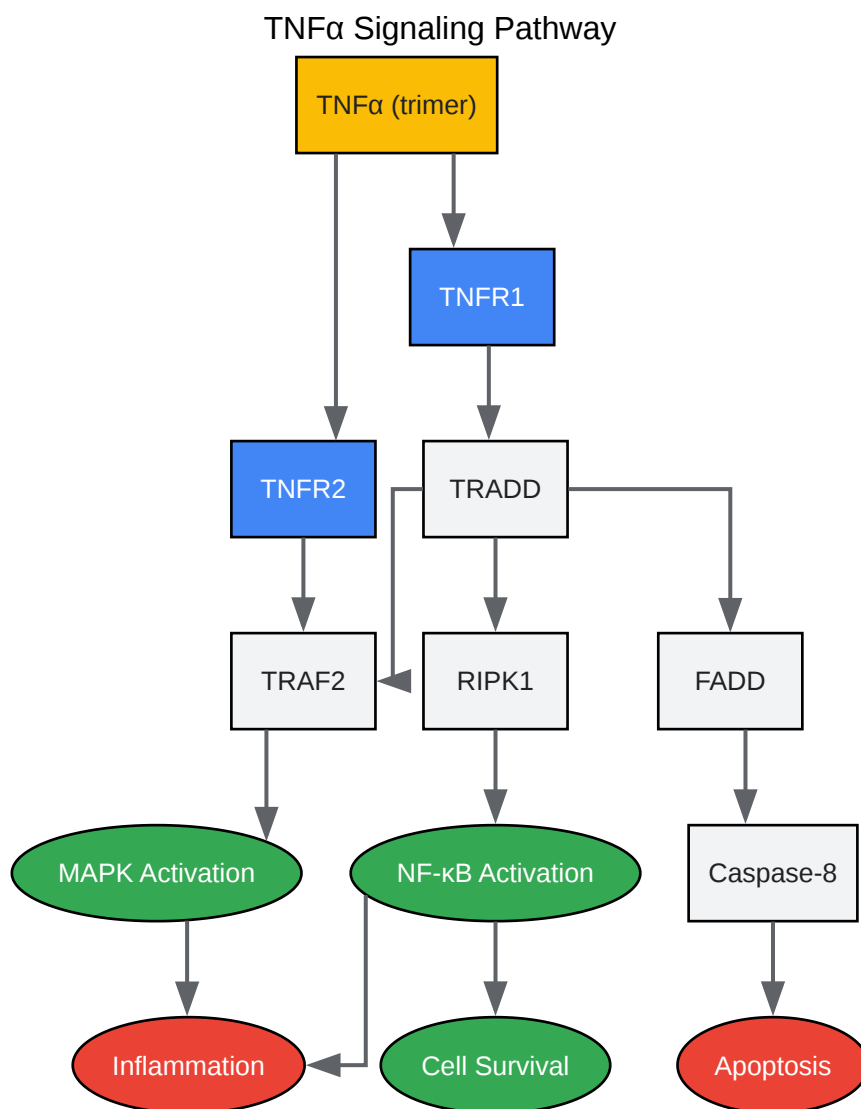 TNFα Signaling Pathway
TNFα (trimer)
TNFR1
TNFR2
TRADD
TRAF2
RIPK1
FADD
MAPK Activation
NF-κB Activation
Caspase-8
Inflammation
Cell Survival
Apoptosis